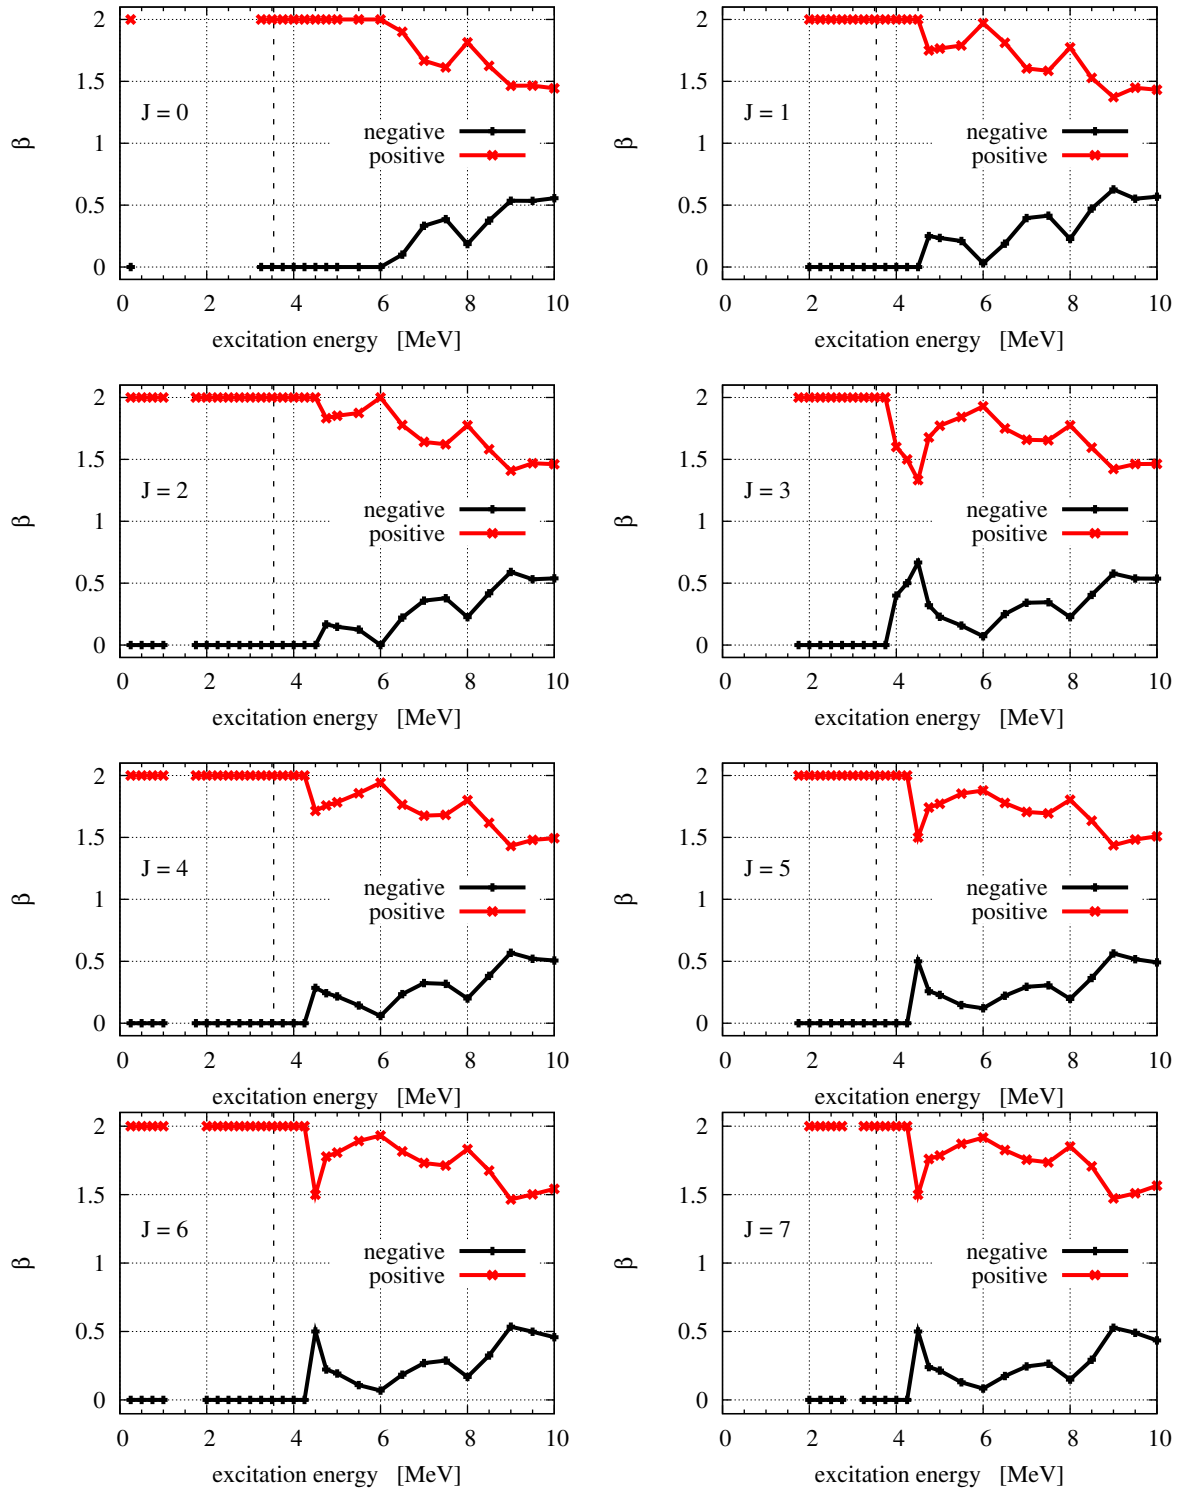 2
1.5
1
0.5
0
β
J = 0
negative
positive
0 2 4 6 8 10
excitation energy [MeV]
2
1.5
1
0.5
0
β
J = 1
negative
positive
0 2 4 6 8 10
excitation energy [MeV]
2
1.5
1
0.5
0
β
J = 2
negative
positive
0 2 4 6 8 10
excitation energy [MeV]
2
1.5
1
0.5
0
β
J = 3
negative
positive
0 2 4 6 8 10
excitation energy [MeV]
2
1.5
1
0.5
0
β
J = 4
negative
positive
0 2 4 6 8 10
excitation energy [MeV]
2
1.5
1
0.5
0
β
J = 5
negative
positive
0 2 4 6 8 10
excitation energy [MeV]
2
1.5
1
0.5
0
β
J = 6
negative
positive
0 2 4 6 8 10
excitation energy [MeV]
2
1.5
1
0.5
0
β
J = 7
negative
positive
0 2 4 6 8 10
excitation energy [MeV]